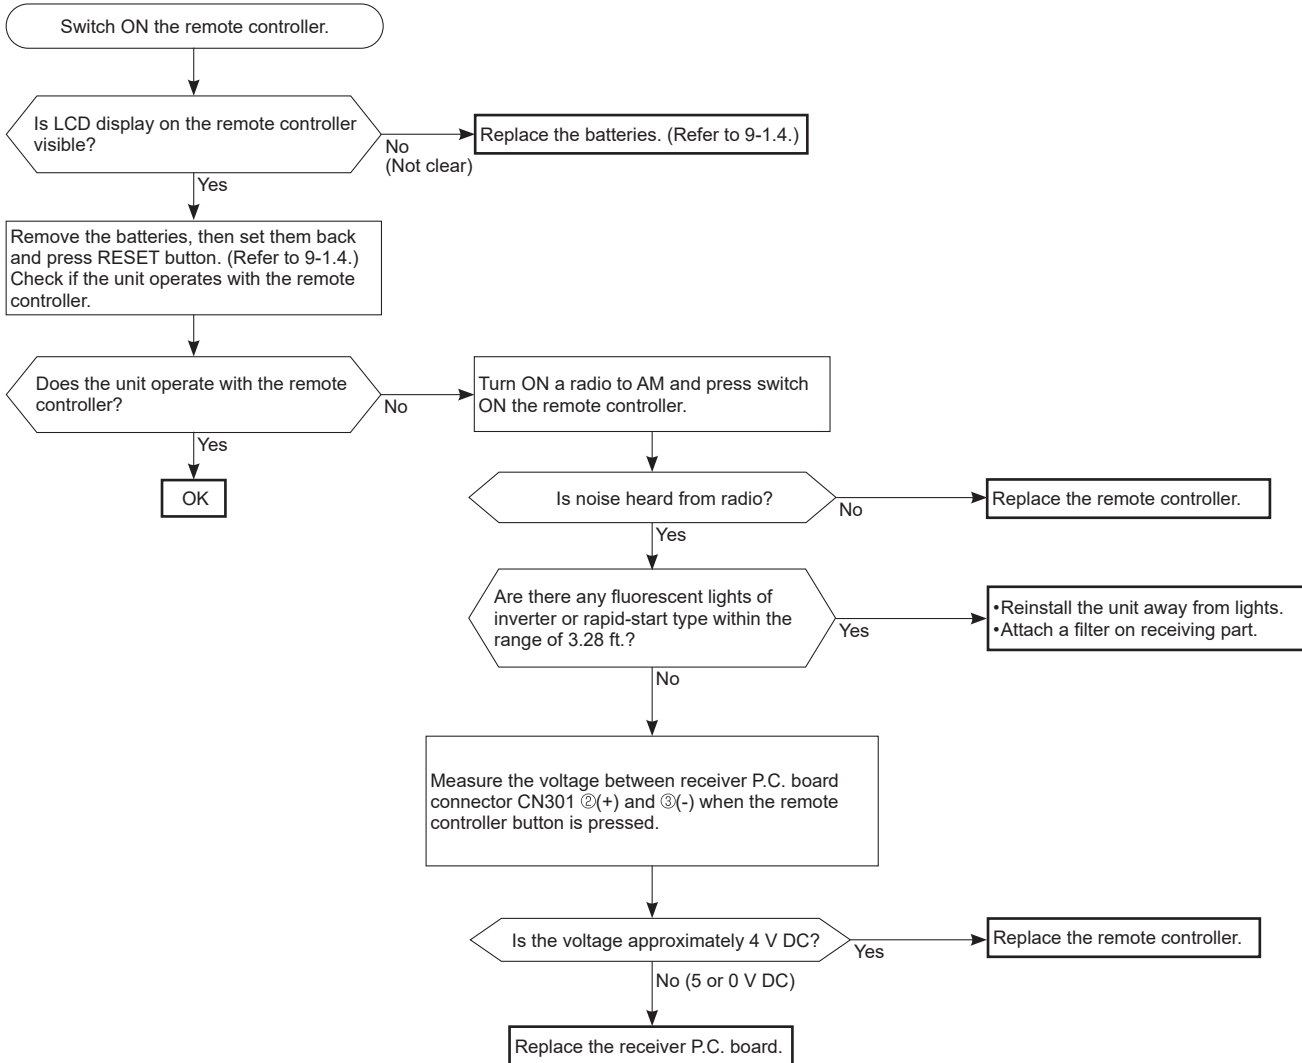 Switch ON the remote controller.
Is LCD display on the remote controller
visible?
No
(Not clear)
Replace the batteries. (Refer to 9-1.4.)
Yes
Remove the batteries, then set them back
and press RESET button. (Refer to 9-1.4.)
Check if the unit operates with the remote
controller.
Does the unit operate with the remote
controller?
No
Turn ON a radio to AM and press switch
ON the remote controller.
Yes
OK
Is noise heard from radio?
No
Replace the remote controller.
Yes
Are there any fluorescent lights of
inverter or rapid-start type within the
range of 3.28 ft.?
Yes
•Reinstall the unit away from lights.
•Attach a filter on receiving part.
No
Measure the voltage between receiver P.C. board
connector CN301 ②(+) and ③(-) when the remote
controller button is pressed.
Is the voltage approximately 4 V DC?
Yes
Replace the remote controller.
No (5 or 0 V DC)
Replace the receiver P.C. board.